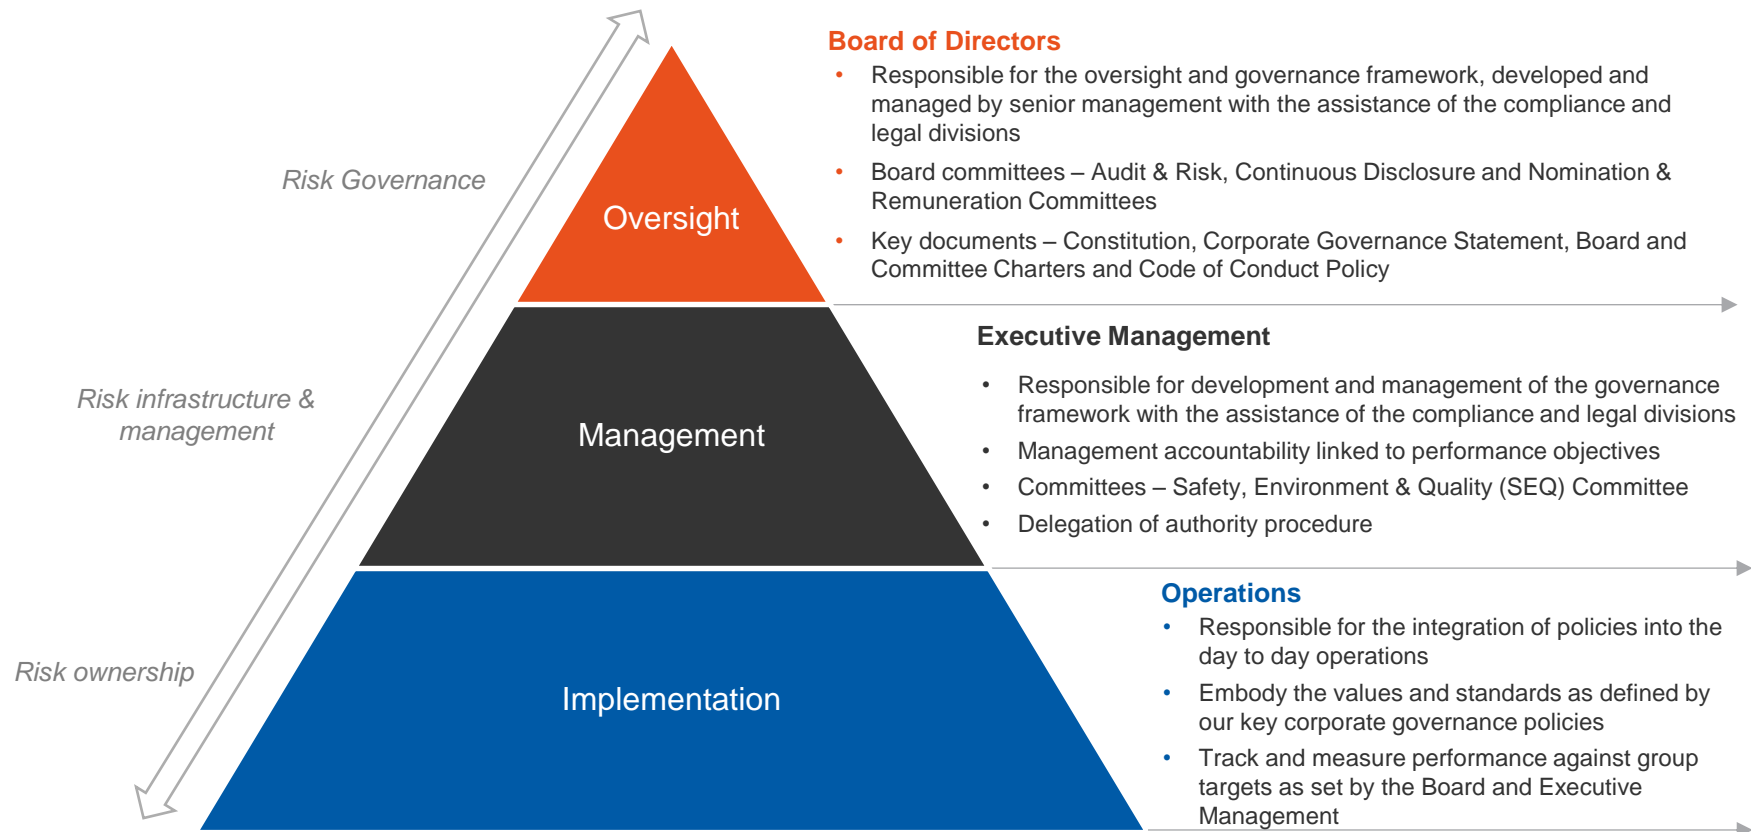 Board of Directors
• Responsible for the oversight and governance framework, developed and
managed by senior management with the assistance of the compliance and
legal divisions
• Board committees – Audit & Risk, Continuous Disclosure and Nomination &
Remuneration Committees
• Key documents – Constitution, Corporate Governance Statement, Board and
Committee Charters and Code of Conduct Policy
Risk Governance
Oversight
Executive Management
• Responsible for development and management of the governance
framework with the assistance of the compliance and legal divisions
• Management accountability linked to performance objectives
• Committees – Safety, Environment & Quality (SEQ) Committee
• Delegation of authority procedure
Risk infrastructure &
management
Management
Operations
• Responsible for the integration of policies into the
day to day operations
• Embody the values and standards as defined by
our key corporate governance policies
• Track and measure performance against group
targets as set by the Board and Executive
Management
Risk ownership
Implementation